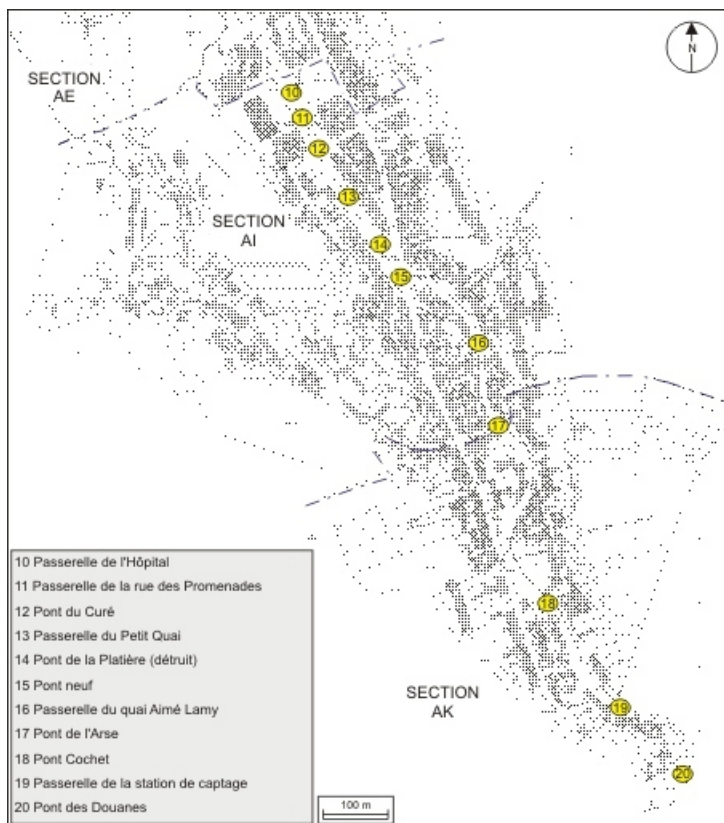 N
SECTION
AE
10
11
12
13
SECTION
AI
14
15
16
17
10 Passerelle de l'Hôpital
11 Passerelle de la rue des Promenades
12 Pont du Curé
13 Passerelle du Petit Quai
14 Pont de la Platière (détruit)
15 Pont neuf
16 Passerelle du quai Aimé Lamy
17 Pont de l'Arse
18 Pont Cochet
19 Passerelle de la station de captage
20 Pont des Douanes
18
SECTION
AK
19
20
100 m